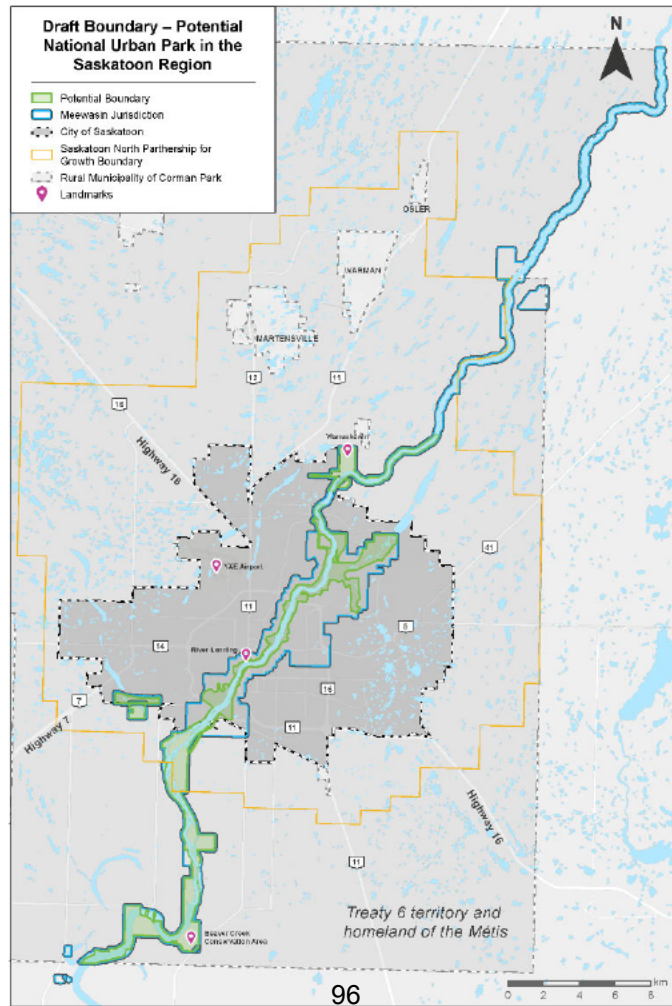 Draft Boundary – Potential
National Urban Park in the
Saskatoon Region
Potential Boundary
Meewasin Jurisdiction
City of Saskatoon
Saskatoon North Partnership for
Growth Boundary
Rural Municipality of Corman Park
Landmarks
N
OSLER
WARMAN
MARTENSVILLE
12
11
16
Highway 16
Wanuskewin
YXE Airport
41
11
14
River Landing
5
7
Highway 7
16
11
Highway 16
11
Treaty 6 territory and
homeland of the Métis
Beaver Creek
Conservation Area
0 2 4 6 8 km
96